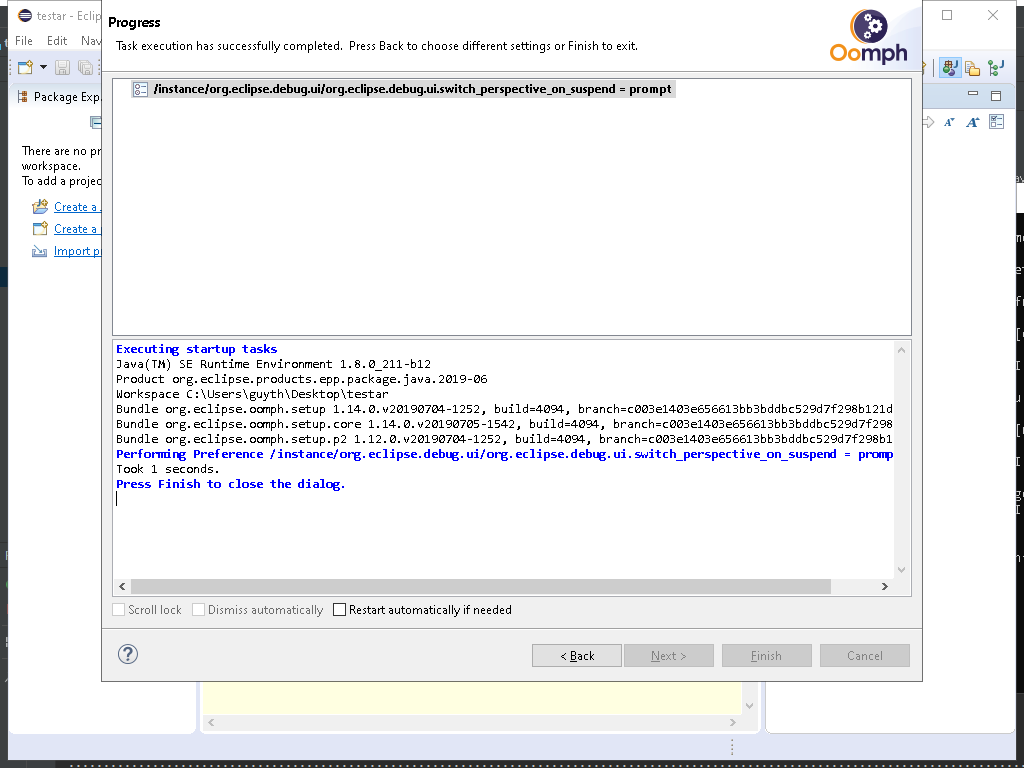 testar - Eclip
File Edit Nav
Package Exp
There are no pr
workspace.
To add a projec
Create a
Create a
Import p
Progress
Task execution has successfully completed. Press Back to choose different settings or Finish to exit.
Oomph
/instance/org.eclipse.debug.ui/org.eclipse.debug.ui.switch_perspective_on_suspend = prompt
Executing startup tasks
Java(TM) SE Runtime Environment 1.8.0_211-b12
Product org.eclipse.products.epp.package.java.2019-06
Workspace C:\Users\guyth\Desktop\testar
Bundle org.eclipse.oomph.setup 1.14.0.v20190704-1252, build=4094, branch=c003e1403e656613bb3bddbc529d7f298b121d
Bundle org.eclipse.oomph.setup.core 1.14.0.v20190705-1542, build=4094, branch=c003e1403e656613bb3bddbc529d7f298
Bundle org.eclipse.oomph.setup.p2 1.12.0.v20190704-1252, build=4094, branch=c003e1403e656613bb3bddbc529d7f298b1
Performing Preference /instance/org.eclipse.debug.ui/org.eclipse.debug.ui.switch_perspective_on_suspend = promp
Took 1 seconds.
Press Finish to close the dialog.
Scroll lock Dismiss automatically Restart automatically if needed
? < Back Next > Finish Cancel